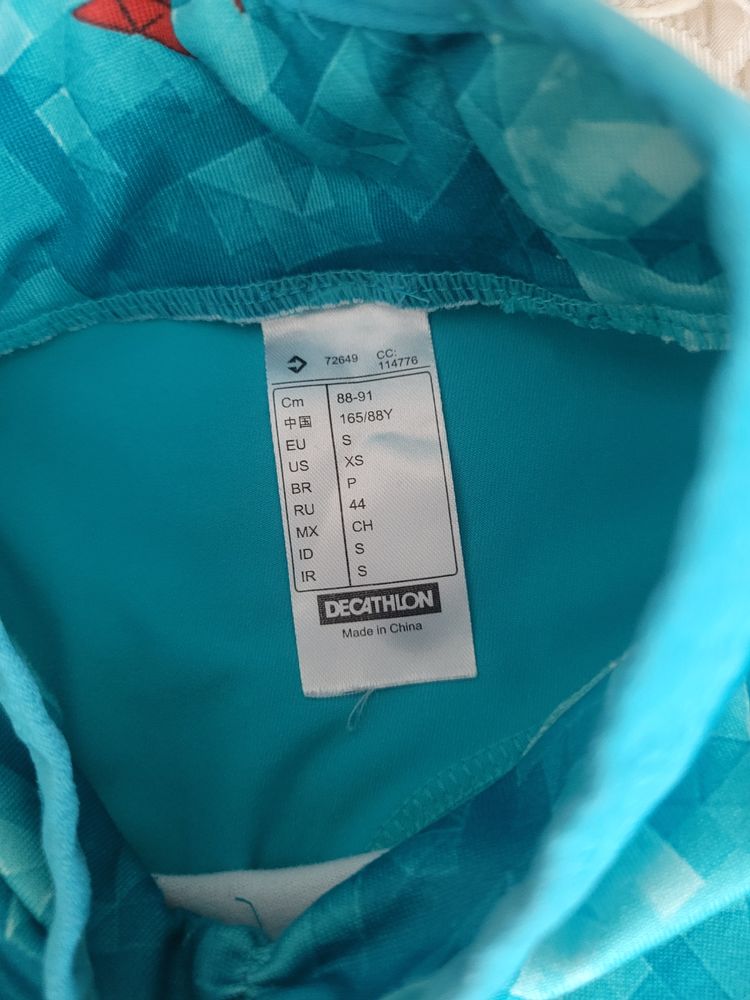 72649 CC: 114776
Cm 88-91
中国 165/88Y
EU S
US XS
BR P
RU 44
MX CH
ID S
IR S
DECATHLON
Made in China